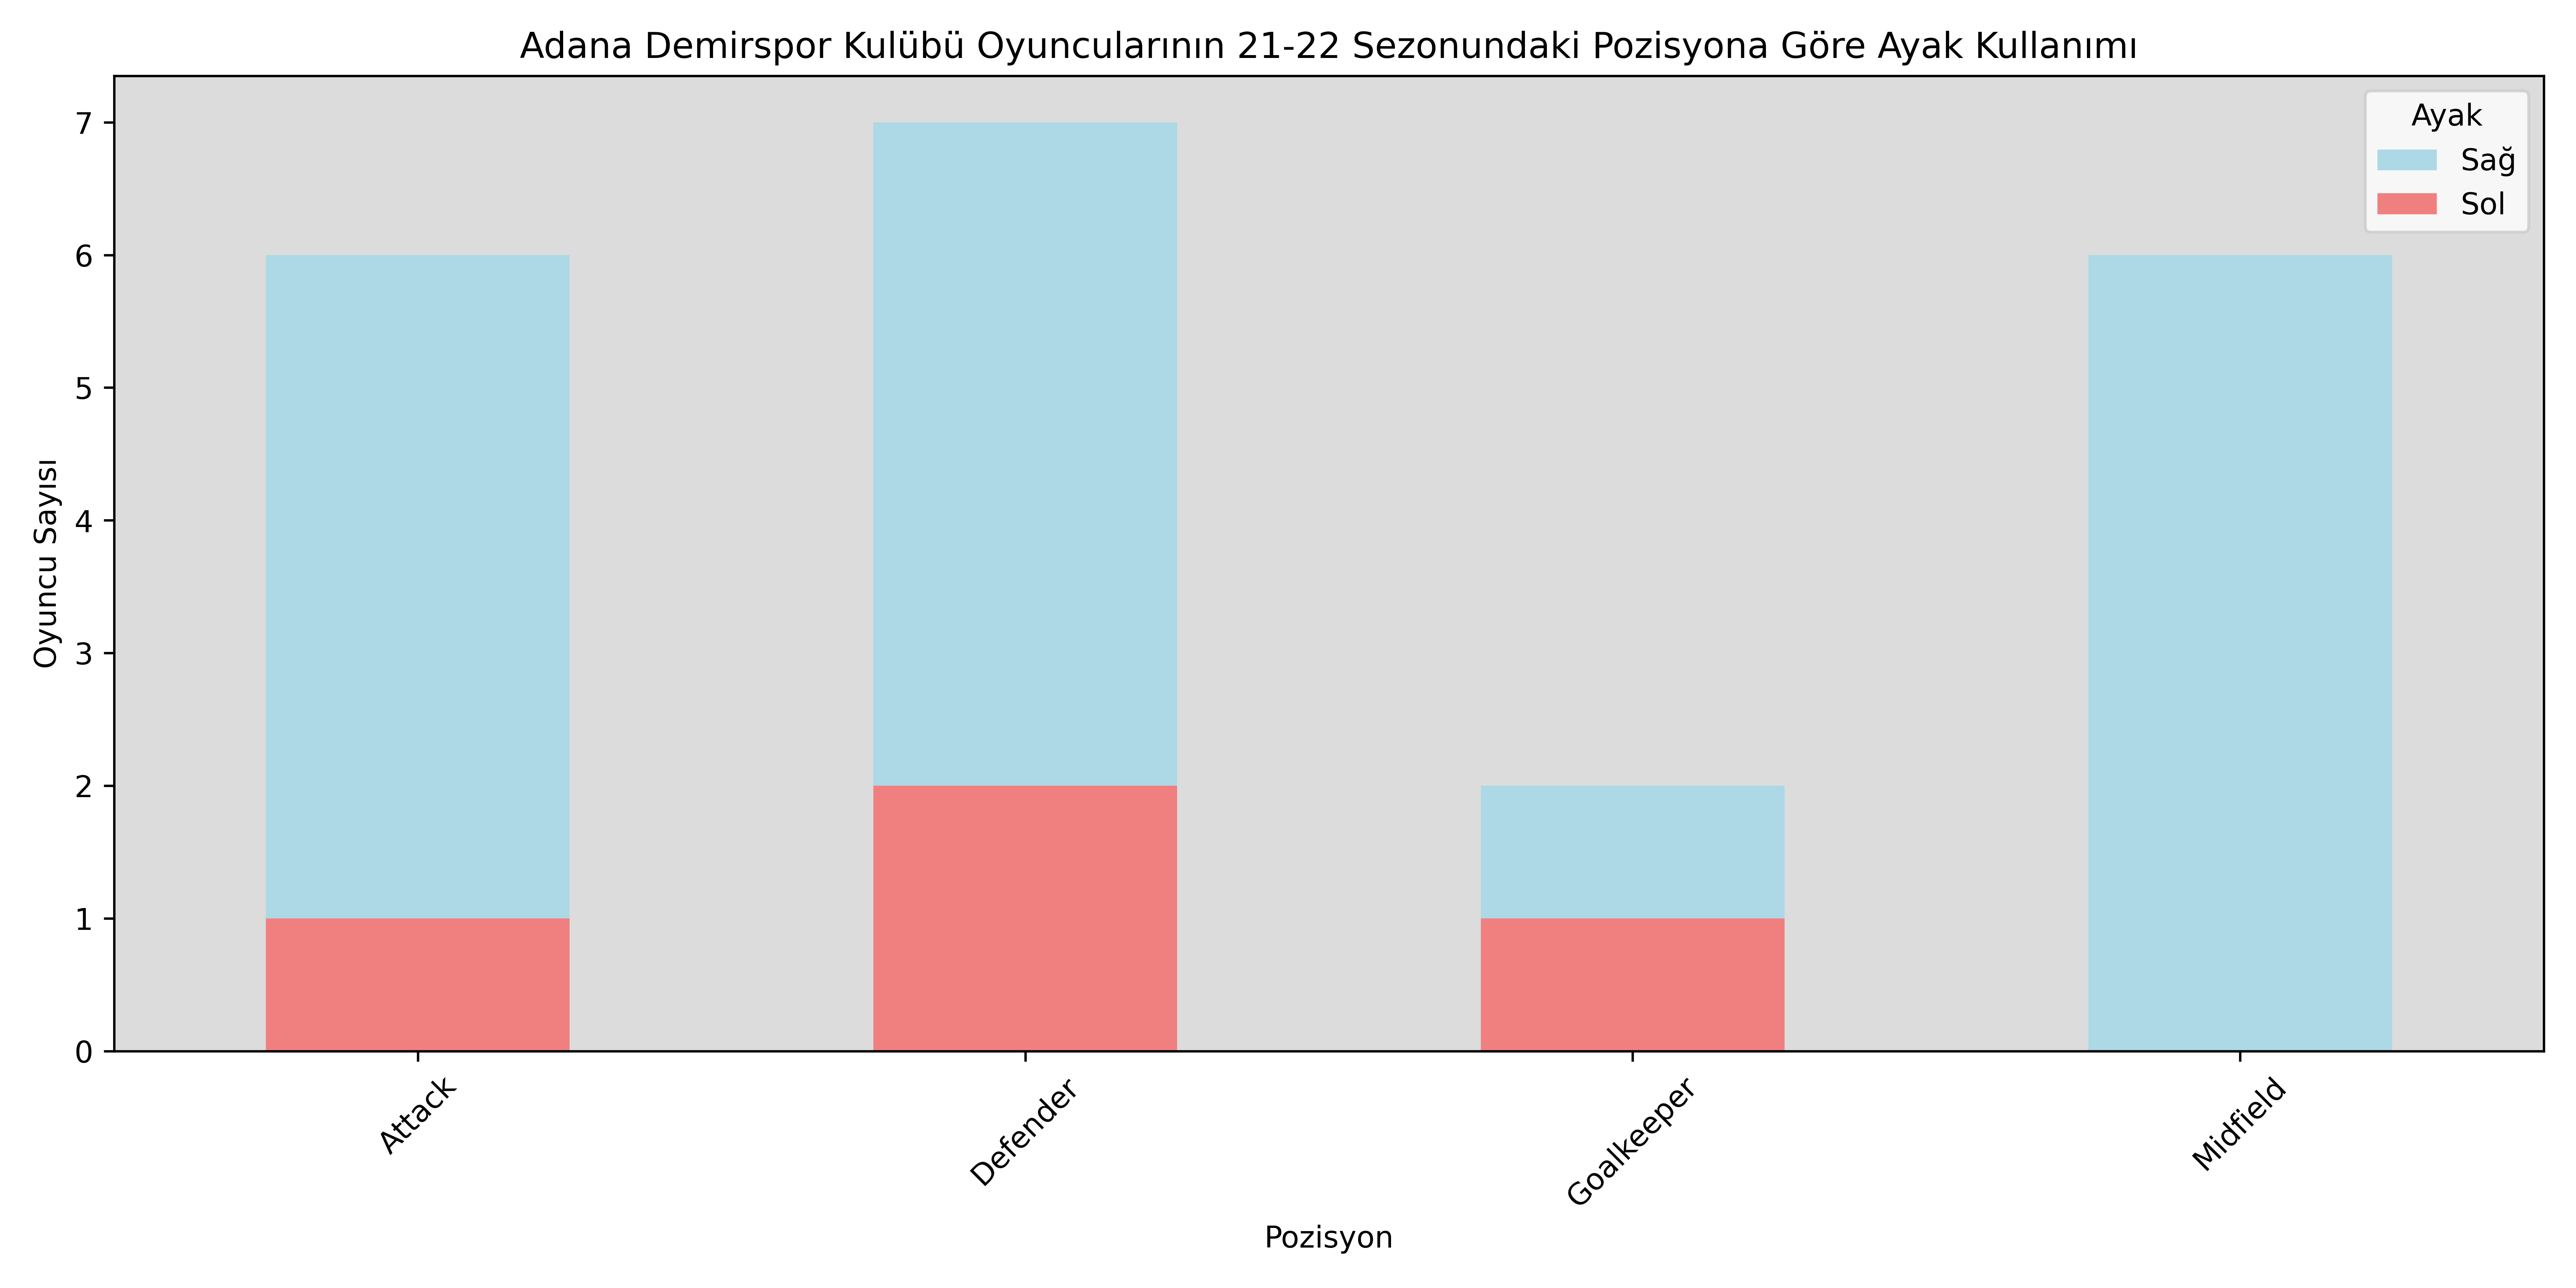 Adana Demirspor Kulübü Oyuncularının 21-22 Sezonundaki Pozisyona Göre Ayak Kullanımı
Ayak
Sağ
Sol
Oyuncu Sayısı
7
6
5
4
3
2
1
0
Attack
Defender
Goalkeeper
Midfield
Pozisyon